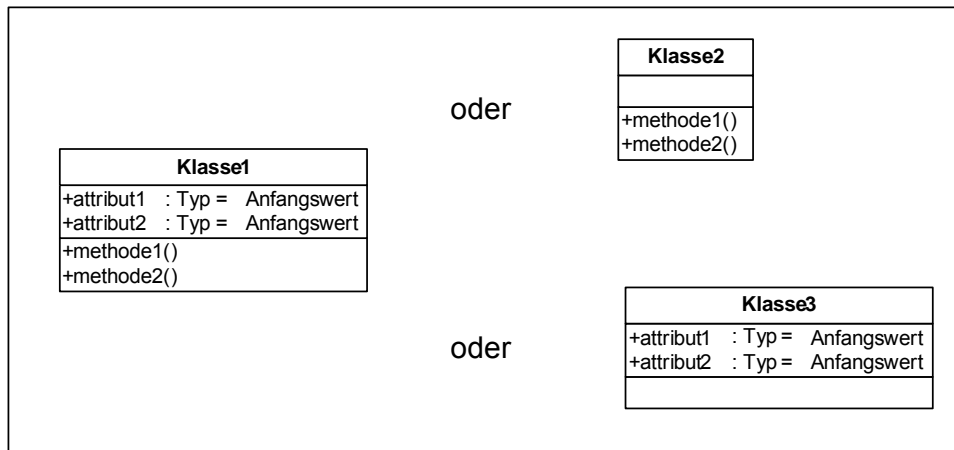 Klasse1
+attribut1 : Typ = Anfangswert
+attribut2 : Typ = Anfangswert
+methode1()
+methode2()
oder
Klasse2
+methode1()
+methode2()
oder
Klasse3
+attribut1 : Typ = Anfangswert
+attribut2 : Typ = Anfangswert